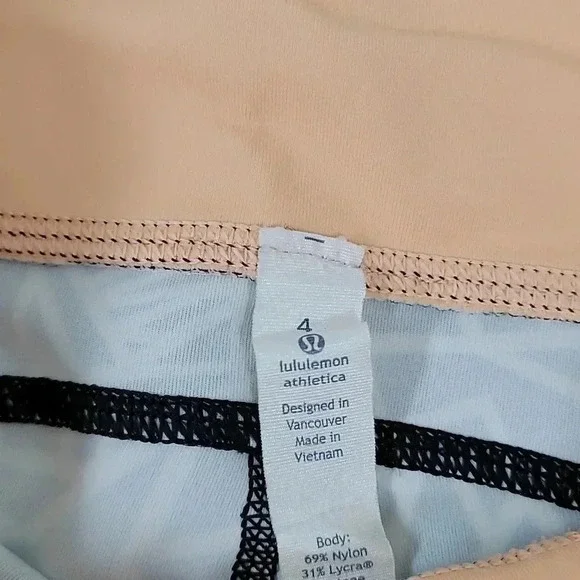 4
lululemon
athletica
Designed in
Vancouver
Made in
Vietnam
Body:
69% Nylon
31% Lycra®